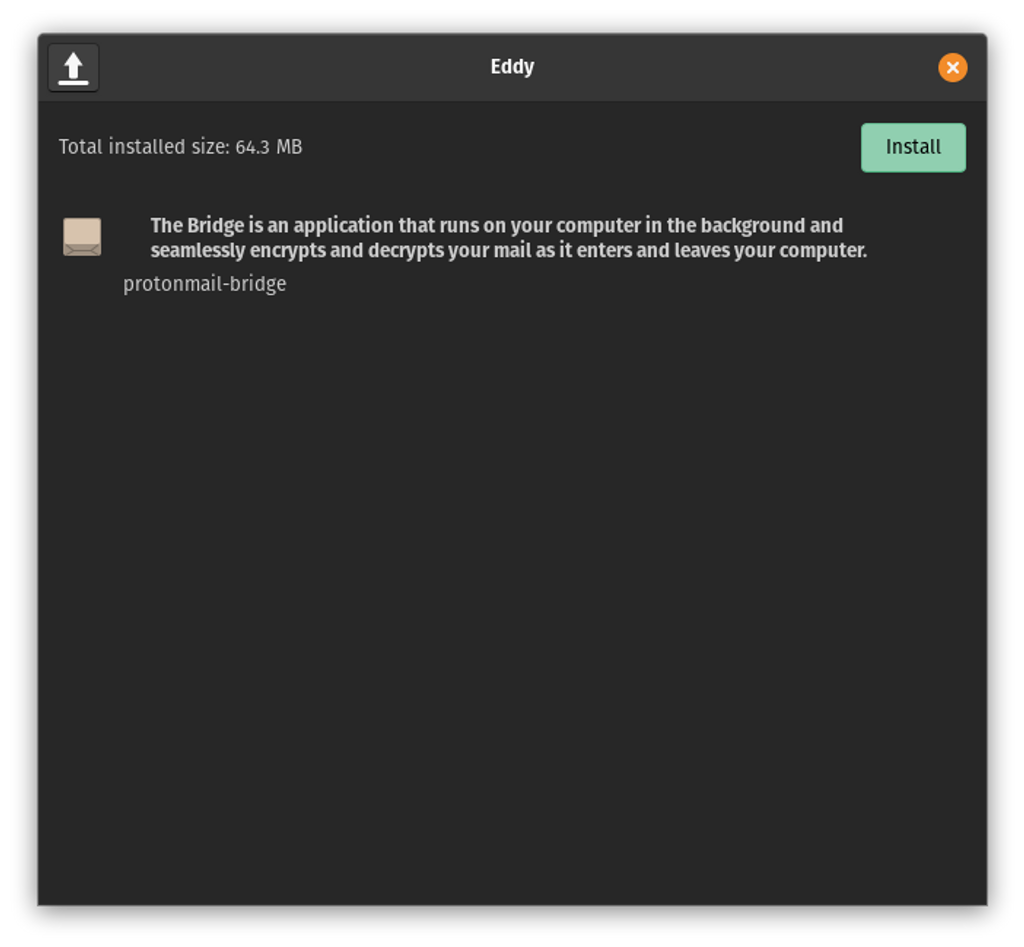 Eddy
Total installed size: 64.3 MB
Install
The Bridge is an application that runs on your computer in the background and
seamlessly encrypts and decrypts your mail as it enters and leaves your computer.
protonmail-bridge